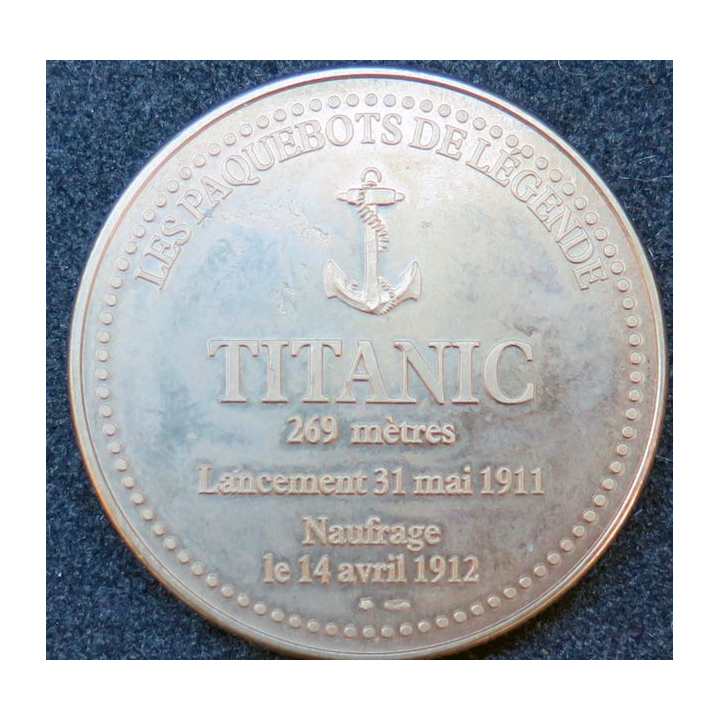 LES PAQUEBOTS DE LÉGENDE
TITANIC
269 mètres
Lancement 31 mai 1911
Naufrage
le 14 avril 1912